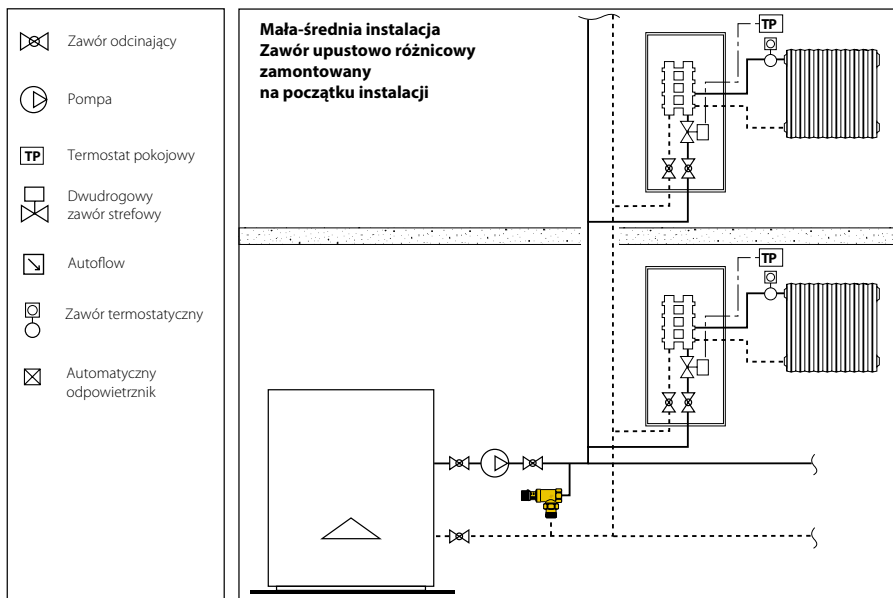 Zawór odcinający
Pompa
TP
Termostat pokojowy
Dwudrogowy
zawór strefowy
Autoflow
Zawór termostatyczny
Automatyczny
odpowietrznik
Mała-średnia instalacja
Zawór upustowo różnicowy
zamontowany
na początku instalacji
TP
TP